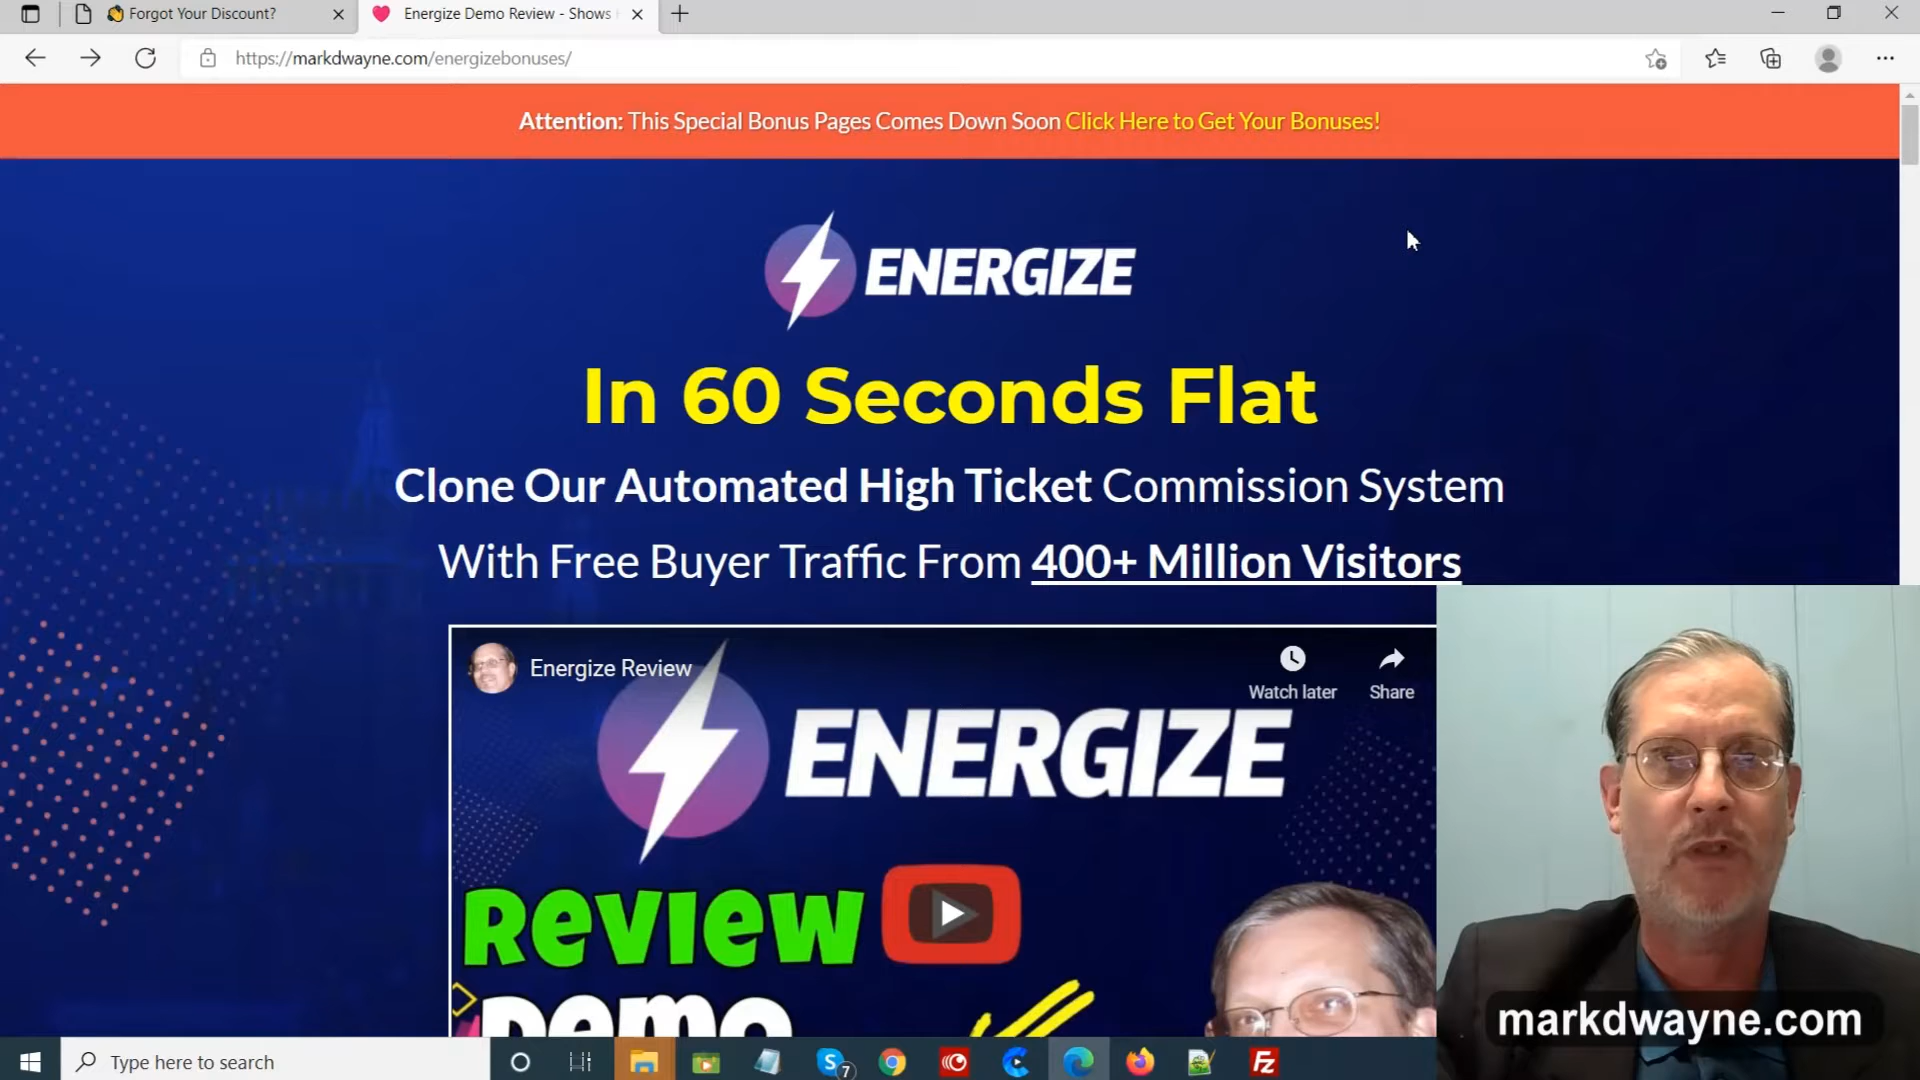 Forgot Your Discount?
Energize Demo Review - Shows
https://markdwayne.com/energizebonuses/
Attention: This Special Bonus Pages Comes Down Soon Click Here to Get Your Bonuses!
ENERGIZE
In 60 Seconds Flat
Clone Our Automated High Ticket Commission System
With Free Buyer Traffic From 400+ Million Visitors
Energize Review
Watch later
Share
ENERGIZE
Review
Demo
markdwayne.com
Type here to search
7